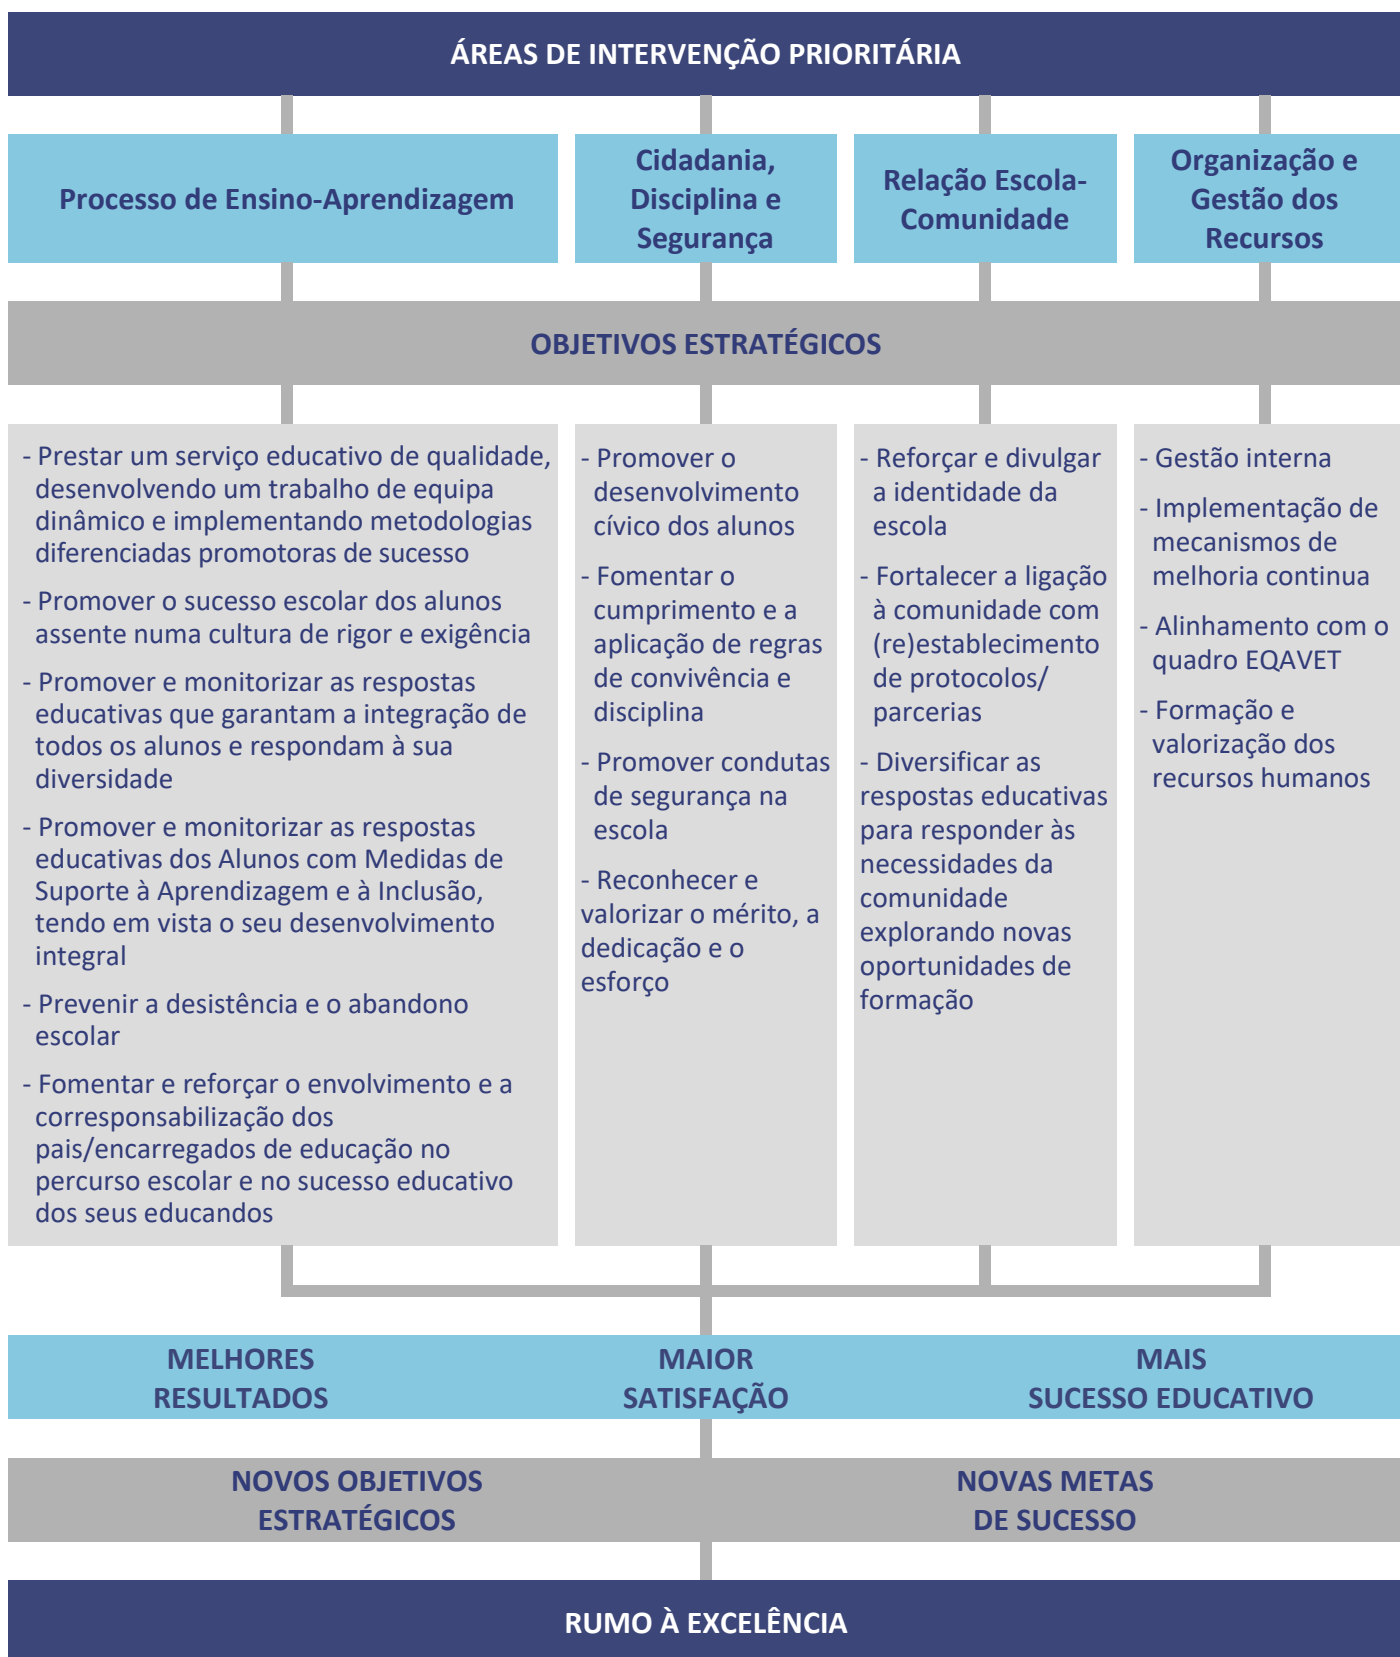 ÁREAS DE INTERVENÇÃO PRIORITÁRIA
Processo de Ensino-Aprendizagem
Cidadania,
Disciplina e
Segurança
Relação Escola-
Comunidade
Organização e
Gestão dos
Recursos
OBJETIVOS ESTRATÉGICOS
- Prestar um serviço educativo de qualidade,
desenvolvendo um trabalho de equipa
dinâmico e implementando metodologias
diferenciadas promotoras de sucesso
- Promover o sucesso escolar dos alunos
assente numa cultura de rigor e exigência
- Promover e monitorizar as respostas
educativas que garantam a integração de
todos os alunos e respondam à sua
diversidade
- Promover e monitorizar as respostas
educativas dos Alunos com Medidas de
Suporte à Aprendizagem e à Inclusão,
tendo em vista o seu desenvolvimento
integral
- Prevenir a desistência e o abandono
escolar
- Fomentar e reforçar o envolvimento e a
corresponsabilização dos
pais/encarregados de educação no
percurso escolar e no sucesso educativo
dos seus educandos
- Promover o
desenvolvimento
cívico dos alunos
- Fomentar o
cumprimento e a
aplicação de regras
de convivência e
disciplina
- Promover condutas
de segurança na
escola
- Reconhecer e
valorizar o mérito, a
dedicação e o
esforço
- Reforçar e divulgar
a identidade da
escola
- Fortalecer a ligação
à comunidade com
(re)establecimento
de protocolos/
parcerias
- Diversificar as
respostas educativas
para responder às
necessidades da
comunidade
explorando novas
oportunidades de
formação
- Gestão interna
- Implementação de
mecanismos de
melhoria continua
- Alinhamento com o
quadro EQAVET
- Formação e
valorização dos
recursos humanos
MELHORES
RESULTADOS
MAIOR
SATISFAÇÃO
MAIS
SUCESSO EDUCATIVO
NOVOS OBJETIVOS
ESTRATÉGICOS
NOVAS METAS
DE SUCESSO
RUMO À EXCELÊNCIA